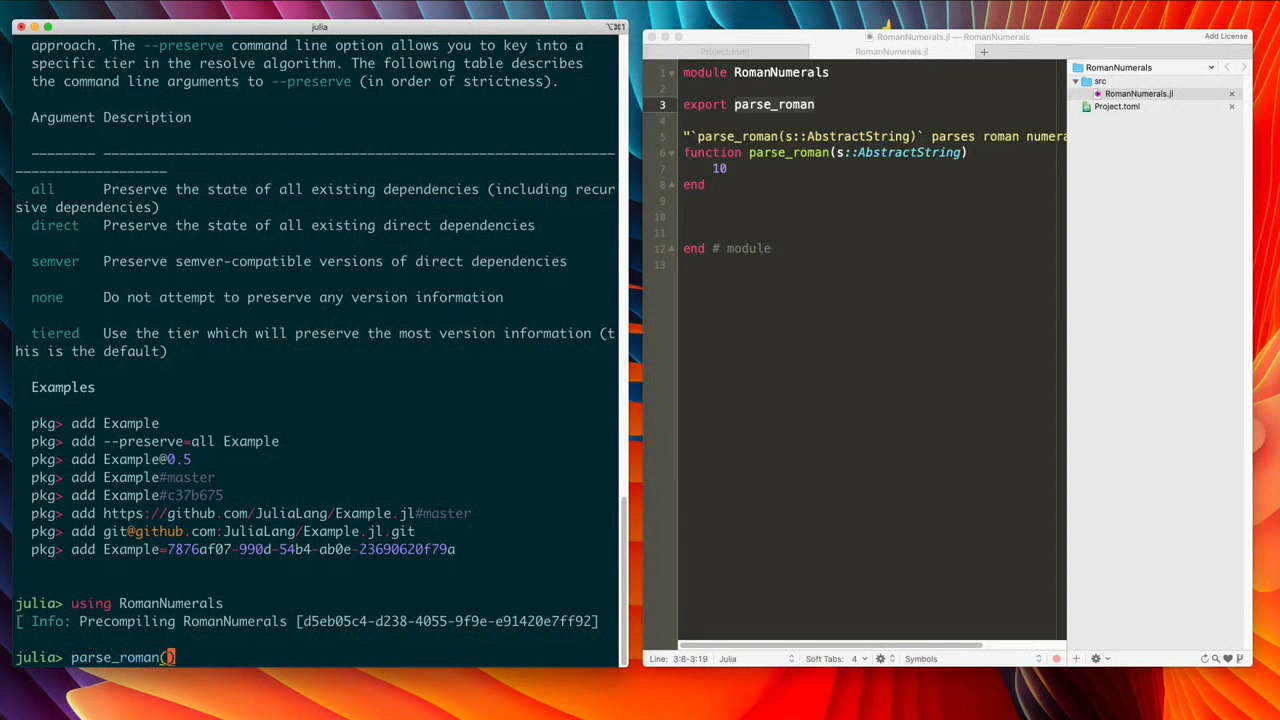 julia
⌥⌘1
approach. The --preserve command line option allows you to key into a
specific tier in the resolve algorithm. The following table describes
the command line arguments to --preserve (in order of strictness).
Argument Description
–––––––– –––––––––––––––––––––––––––––––––––––––––––––––––––––––––––––––
–––––––––––––––––––
all Preserve the state of all existing dependencies (including recur
sive dependencies)
direct Preserve the state of all existing direct dependencies
semver Preserve semver-compatible versions of direct dependencies
none Do not attempt to preserve any version information
tiered Use the tier which will preserve the most version information (t
his is the default)
Examples
pkg> add Example
pkg> add --preserve=all Example
pkg> add Example@0.5
pkg> add Example#master
pkg> add Example#c37b675
pkg> add https://github.com/JuliaLang/Example.jl#master
pkg> add git@github.com:JuliaLang/Example.jl.git
pkg> add Example=7876af07-990d-54b4-ab0e-23690620f79a
julia> using RomanNumerals
[ Info: Precompiling RomanNumerals [d5eb05c4-d238-4055-9f9e-e91420e7ff92]
julia> parse_roman()
RomanNumerals.jl — RomanNumerals
Add License
Project.toml
RomanNumerals.jl
1 module RomanNumerals
2
3 export parse_roman
4
5 "`parse_roman(s::AbstractString)` parses roman numera
6 function parse_roman(s::AbstractString)
7 10
8 end
9
10
11
12 end # module
13
Line: 3:8-3:19
Julia
Soft Tabs: 4
Symbols
RomanNumerals
src
RomanNumerals.jl
Project.toml